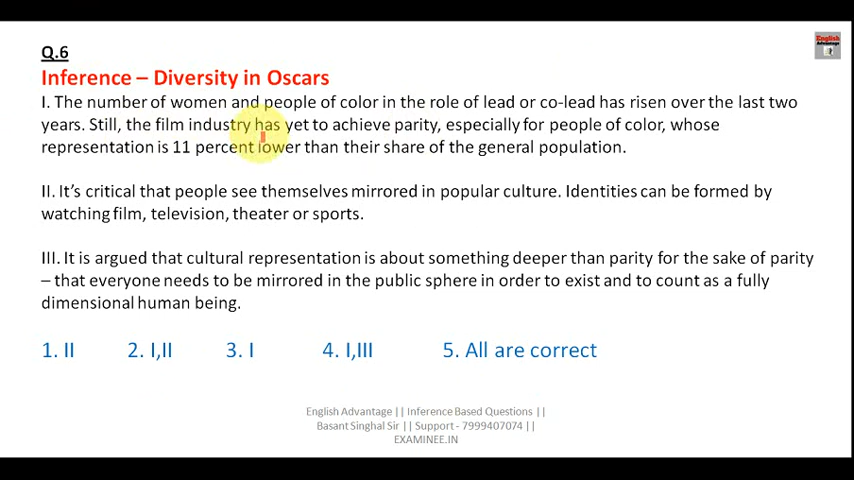 English
Advantage
Q.6
Inference – Diversity in Oscars
I. The number of women and people of color in the role of lead or co-lead has risen over the last two
years. Still, the film industry has yet to achieve parity, especially for people of color, whose
representation is 11 percent lower than their share of the general population.
II. It’s critical that people see themselves mirrored in popular culture. Identities can be formed by
watching film, television, theater or sports.
III. It is argued that cultural representation is about something deeper than parity for the sake of parity
– that everyone needs to be mirrored in the public sphere in order to exist and to count as a fully
dimensional human being.
1. II 2. I,II 3. I 4. I,III 5. All are correct
English Advantage || Inference Based Questions ||
Basant Singhal Sir || Support - 7999407074 ||
EXAMINEE.IN